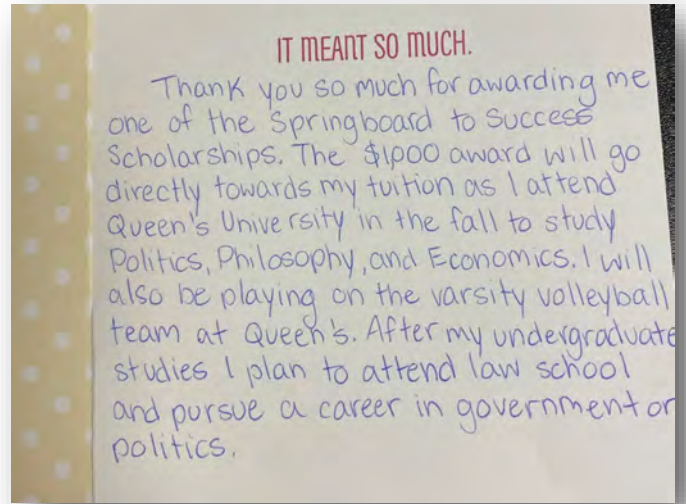 IT MEANT SO MUCH.
Thank you so much for awarding me
one of the Springboard to Success
Scholarships. The $1,000 award will go
directly towards my tuition as I attend
Queen's University in the fall to study
Politics, Philosophy, and Economics. I will
also be playing on the varsity volleyball
team at Queen's. After my undergraduate
studies I plan to attend law school
and pursue a career in government or
politics.